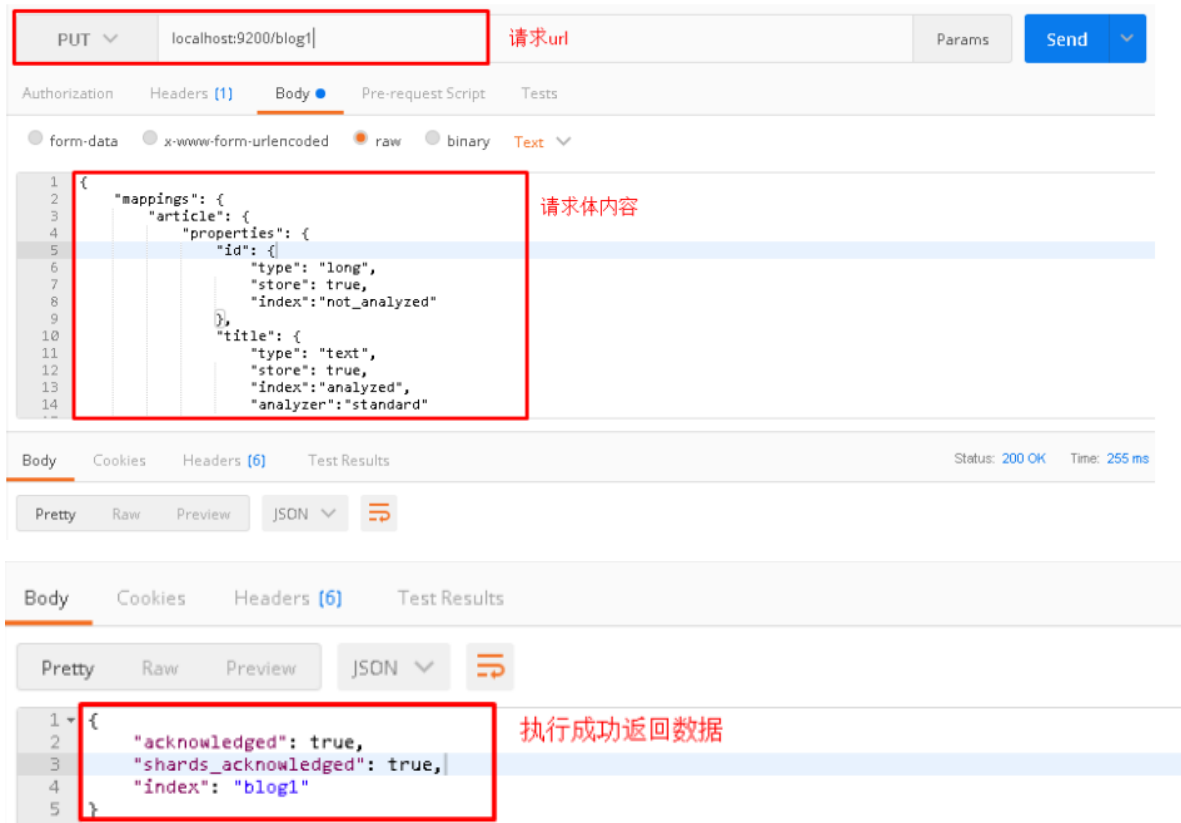 PUT localhost:9200/blog1 请求url Params Send
Authorization Headers (1) Body Pre-request Script Tests
form-data x-www-form-urlencoded raw binary Text
1 {
2 "mappings": {
3 "article": {
4 "properties": {
5 "id": {
6 "type": "long",
7 "store": true,
8 "index":"not_analyzed"
9 },
10 "title": {
11 "type": "text",
12 "store": true,
13 "index":"analyzed",
14 "analyzer":"standard"
请求体内容
Body Cookies Headers (6) Test Results Status: 200 OK Time: 255 ms
Pretty Raw Preview JSON
Body Cookies Headers (6) Test Results
Pretty Raw Preview JSON
1 {
2 "acknowledged": true,
3 "shards_acknowledged": true,
4 "index": "blog1"
5 }
执行成功返回数据